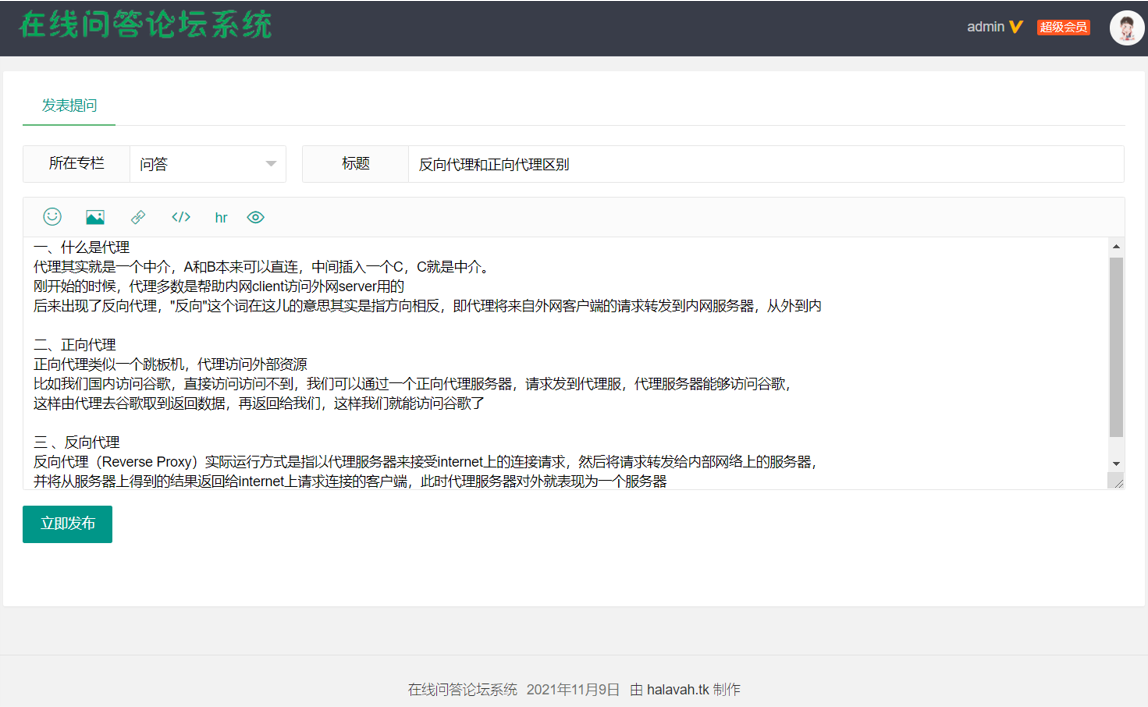 在线问答论坛系统
admin V 超级会员
发表提问
所在专栏 问答 标题 反向代理和正向代理区别
</> hr
一、什么是代理
代理其实就是一个中介，A和B本来可以直连，中间插入一个C，C就是中介。
刚开始的时候，代理多数是帮助内网client访问外网server用的
后来出现了反向代理，"反向"这个词在这儿的意思其实是指方向相反，即代理将来自外网客户端的请求转发到内网服务器，从外到内
二、正向代理
正向代理类似一个跳板机，代理访问外部资源
比如我们国内访问谷歌，直接访问访问不到，我们可以通过一个正向代理服务器，请求发到代理服，代理服务器能够访问谷歌，
这样由代理去谷歌取到返回数据，再返回给我们，这样我们就能访问谷歌了
三 、反向代理
反向代理（Reverse Proxy）实际运行方式是指以代理服务器来接受internet上的连接请求，然后将请求转发给内部网络上的服务器，
并将从服务器上得到的结果返回给internet上请求连接的客户端，此时代理服务器对外就表现为一个服务器
立即发布
在线问答论坛系统 2021年11月9日 由 halavah.tk 制作